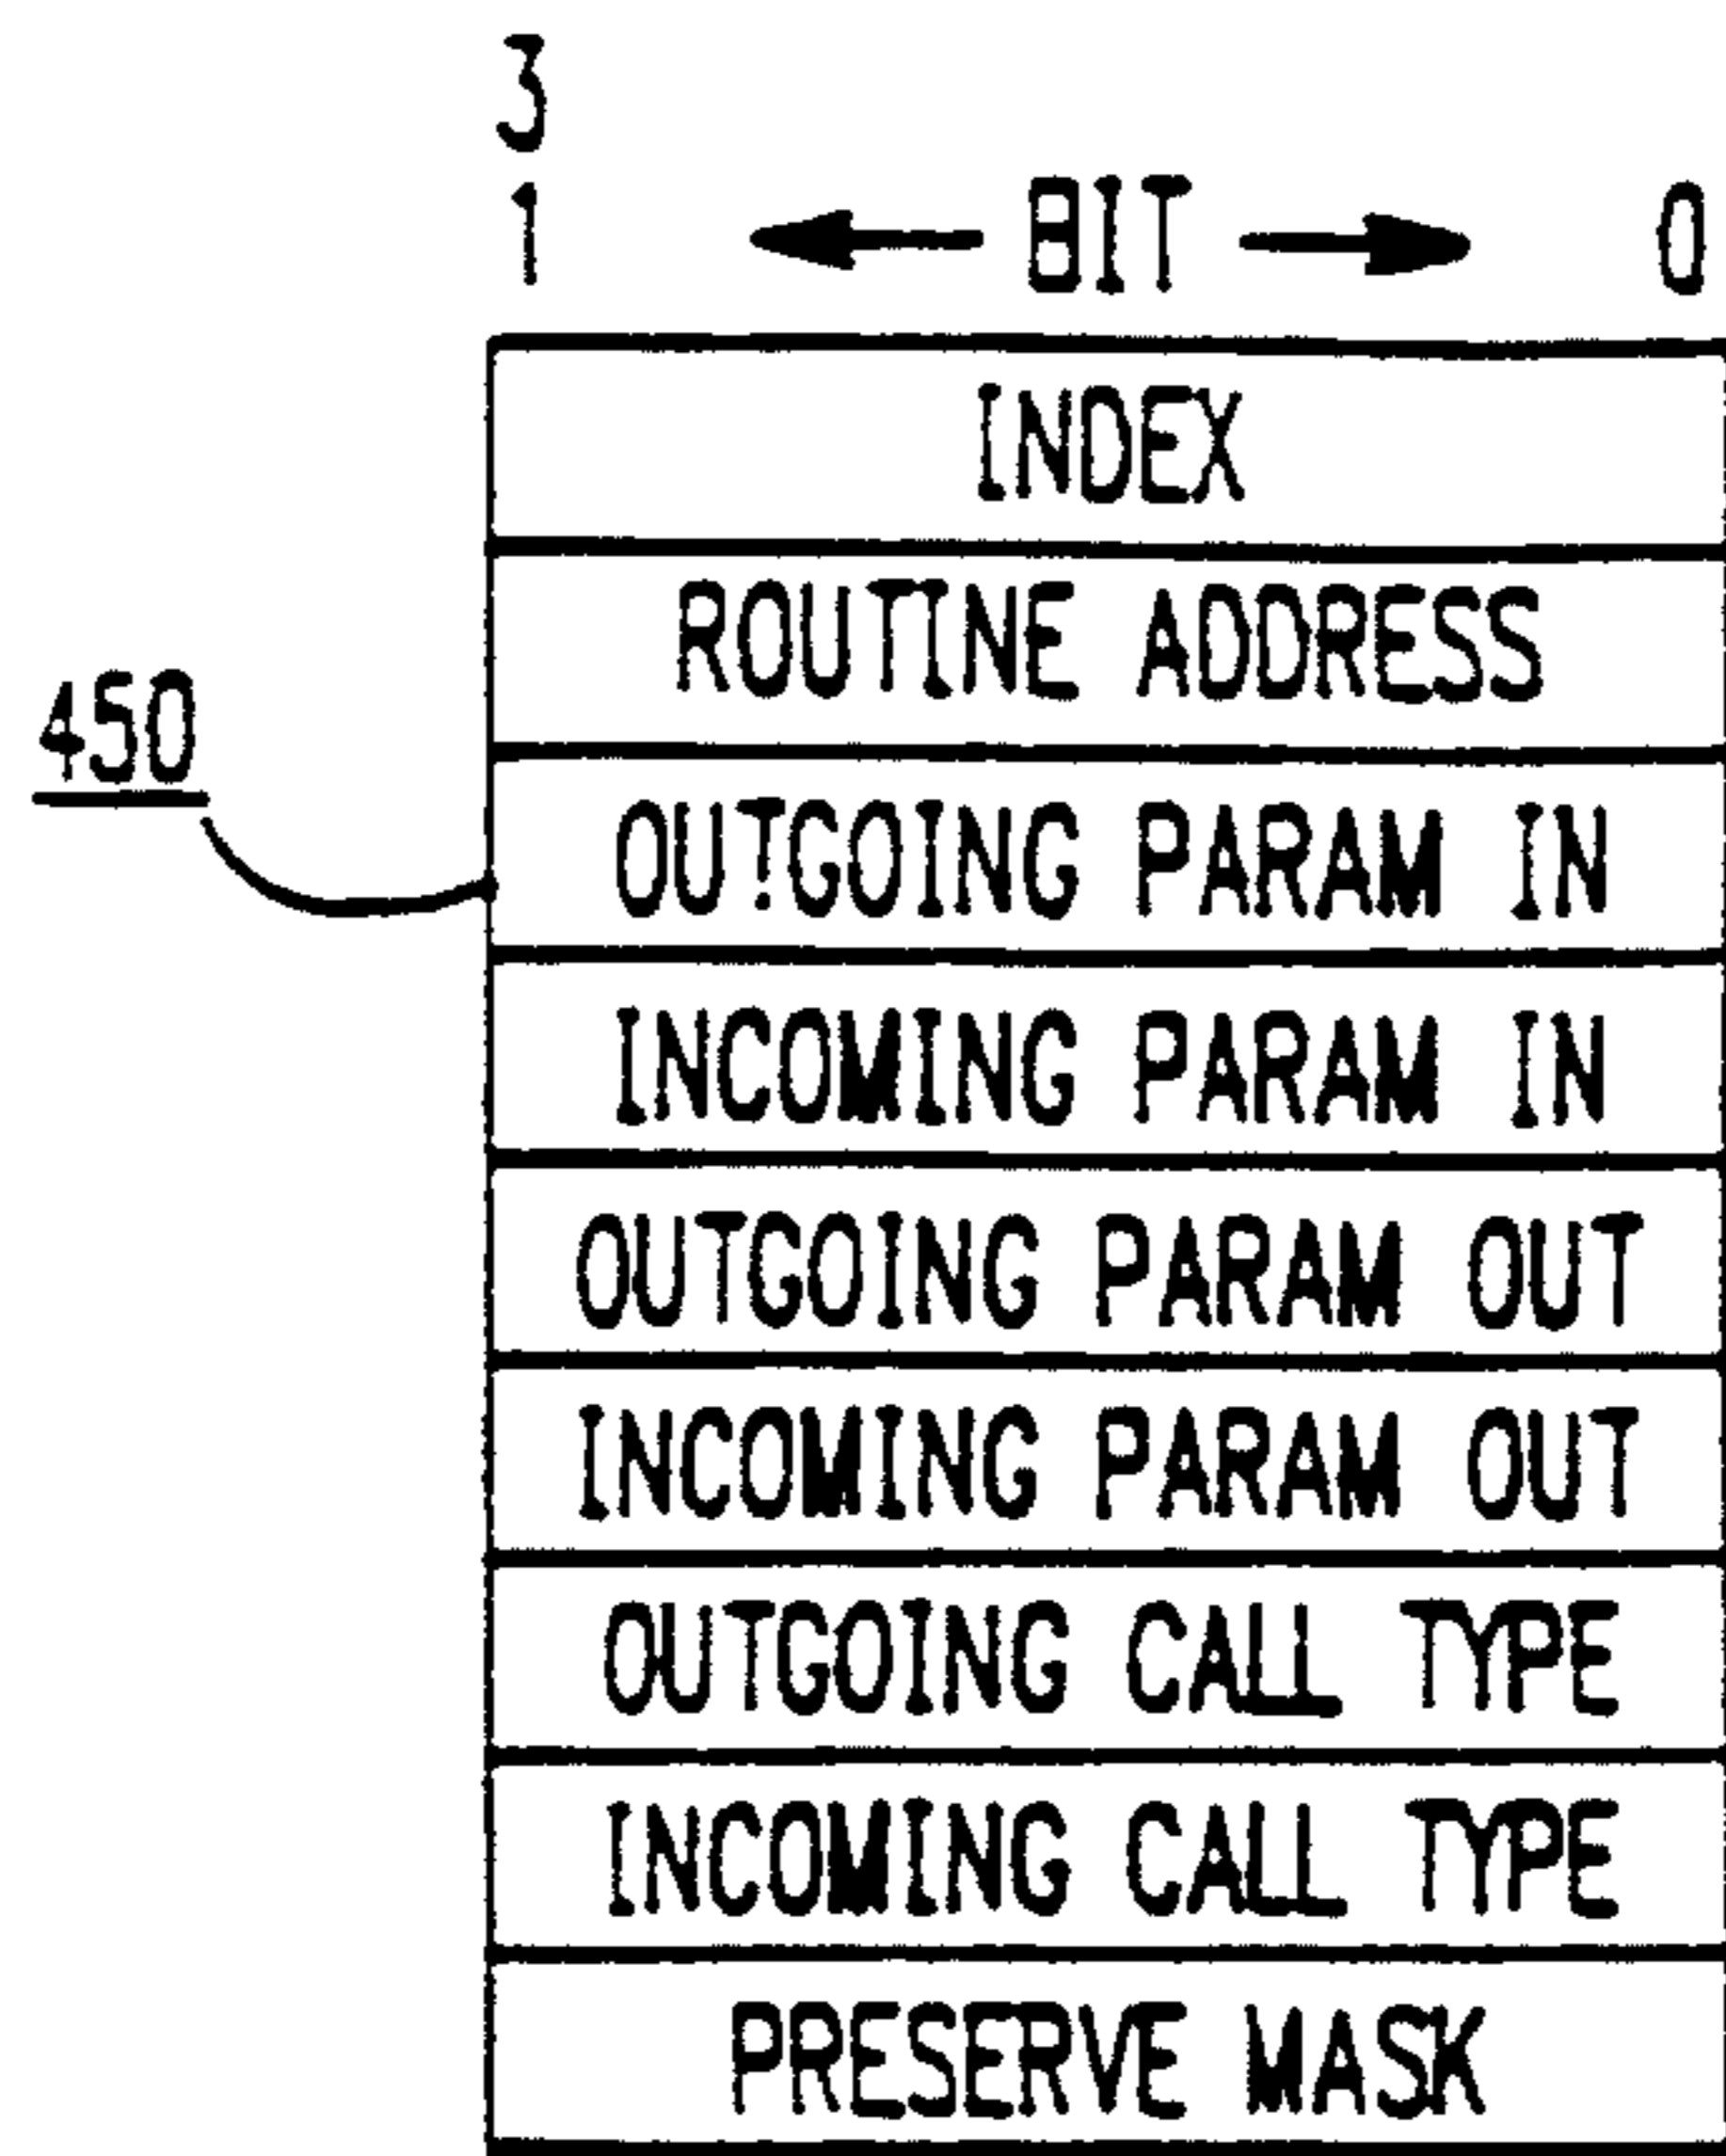 3
1 BIT 0
INDEX
ROUTINE ADDRESS
450
OUTGOING PARAM IN
INCOMING PARAM IN
OUTGOING PARAM OUT
INCOMING PARAM OUT
OUTGOING CALL TYPE
INCOMING CALL TYPE
PRESERVE MASK